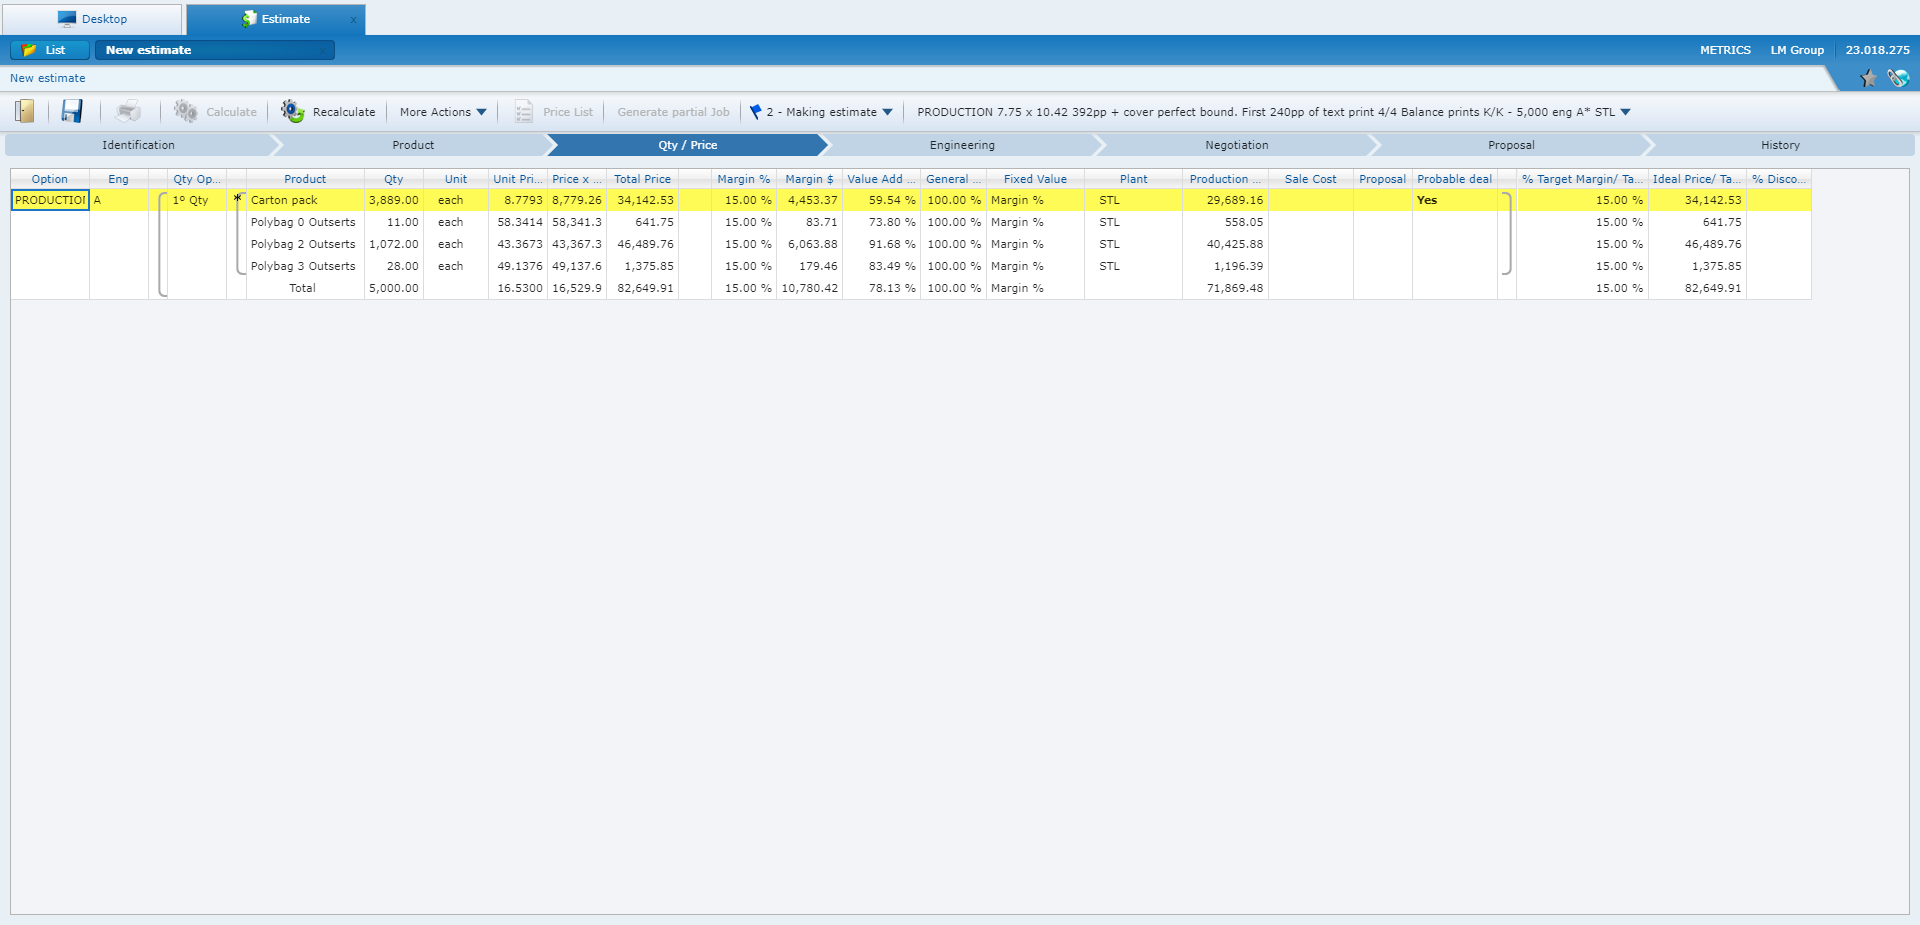 Desktop
Estimate x
List New estimate METRICS LM Group 23.018.275
New estimate
Calculate Recalculate More Actions Price List Generate partial Job 2 - Making estimate PRODUCTION 7.75 x 10.42 392pp + cover perfect bound. First 240pp of text print 4/4 Balance prints K/K - 5,000 eng A* STL
Identification Product Qty / Price Engineering Negotiation Proposal History
Option Eng Qty Op... Product Qty Unit Unit Pri... Price x ... Total Price Margin % Margin $ Value Add ... General ... Fixed Value Plant Production ... Sale Cost Proposal Probable deal % Target Margin/ Ta... Ideal Price/ Ta... % Disco...
PRODUCTION A 1º Qty * Carton pack 3,889.00 each 8.7793 8,779.26 34,142.53 15.00 % 4,453.37 59.54 % 100.00 % Margin % STL 29,689.16 Yes 15.00 % 34,142.53
Polybag 0 Outserts 11.00 each 58.3414 58,341.3 641.75 15.00 % 83.71 73.80 % 100.00 % Margin % STL 558.05 15.00 % 641.75
Polybag 2 Outserts 1,072.00 each 43.3673 43,367.3 46,489.76 15.00 % 6,063.88 91.68 % 100.00 % Margin % STL 40,425.88 15.00 % 46,489.76
Polybag 3 Outserts 28.00 each 49.1376 49,137.6 1,375.85 15.00 % 179.46 83.49 % 100.00 % Margin % STL 1,196.39 15.00 % 1,375.85
Total 5,000.00 16.5300 16,529.9 82,649.91 15.00 % 10,780.42 78.13 % 100.00 % Margin % 71,869.48 15.00 % 82,649.91